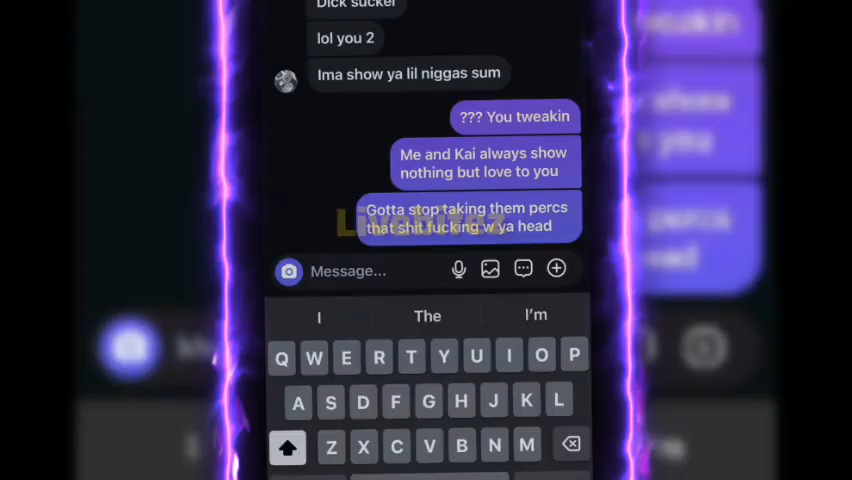 Dick sucker
lol you 2
Ima show ya lil niggas sum
??? You tweakin
Me and Kai always show
nothing but love to you
Gotta stop taking them percs
that shit fucking w ya head
Livebitez
Message...
I The I'm
Q W E R T Y U I O P
A S D F G H J K L
Z X C V B N M